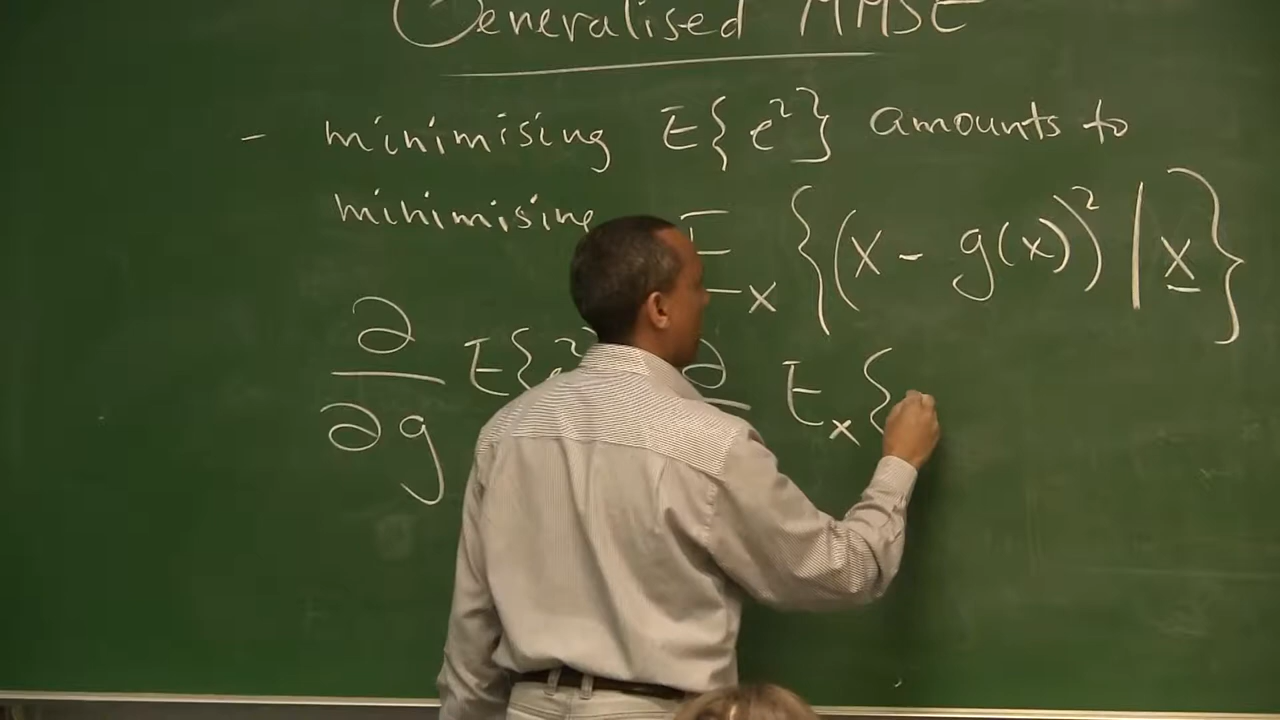 Generalised MMSE
- minimising E{e²} amounts to
minimising E_x {(x - g(x))² | x}
∂/∂g E{e² ∂ E_x {